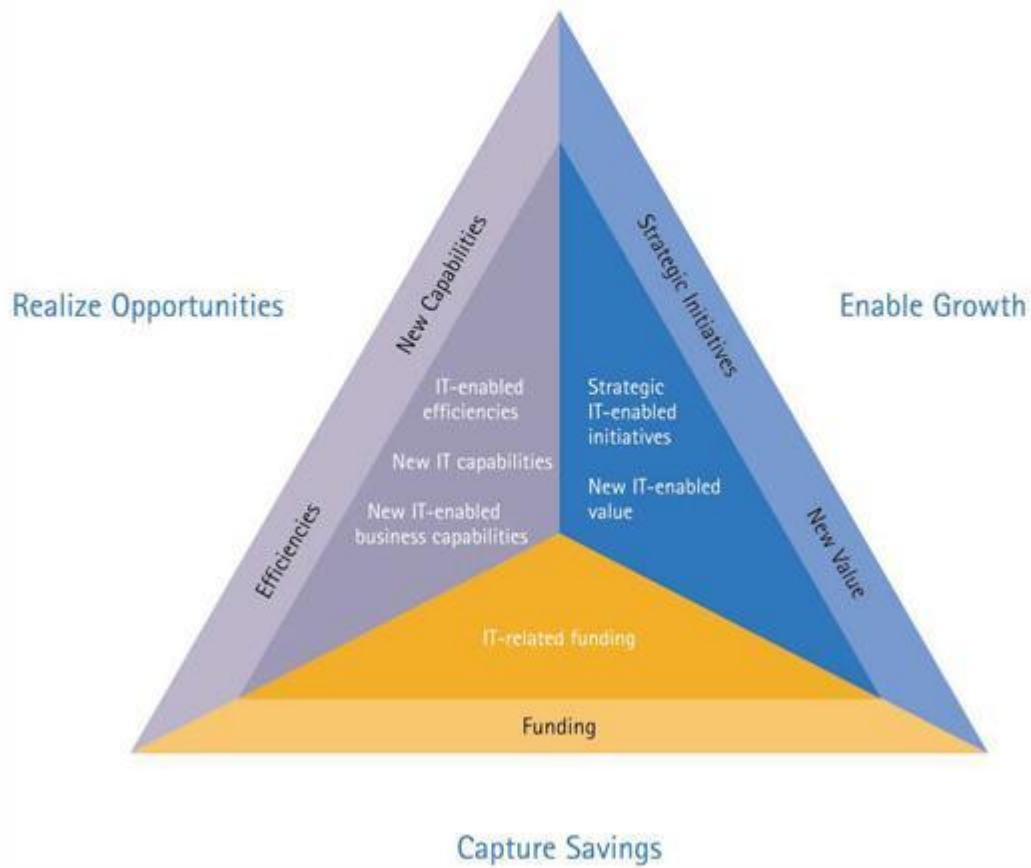 New Capabilities
Strategic Initiatives
Realize Opportunities
Enable Growth
IT-enabled
efficiencies
New IT capabilities
New IT-enabled
business capabilities
Strategic
IT-enabled
initiatives
New IT-enabled
value
Efficiencies
New Value
IT-related funding
Funding
Capture Savings